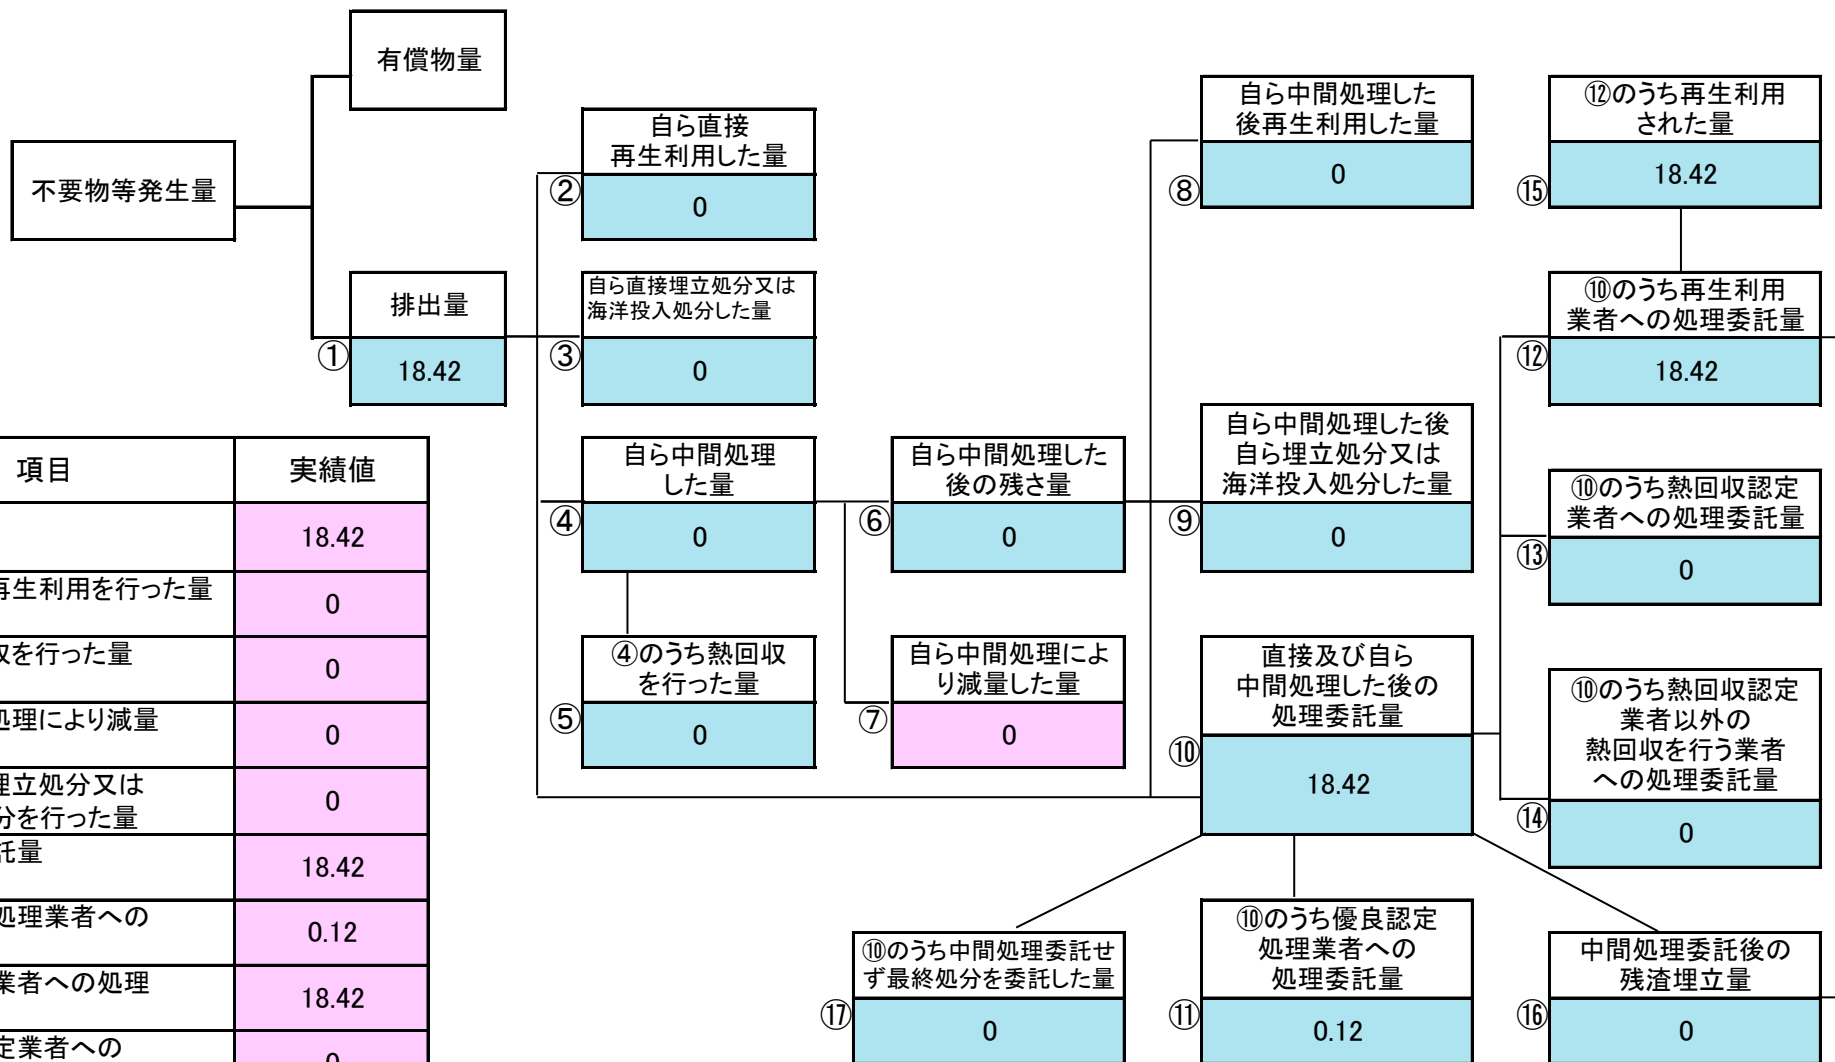 有償物量
不要物等発生量
排出量
①
18.42
自ら直接
再生利用した量
②
0
自ら直接埋立処分又は
海洋投入処分した量
③
0
自ら中間処理
した量
④
0
④のうち熱回収
を行った量
⑤
0
自ら中間処理した
後の残さ量
⑥
0
自ら中間処理によ
り減量した量
⑦
0
自ら中間処理した
後再生利用した量
⑧
0
自ら中間処理した後
自ら埋立処分又は
海洋投入処分した量
⑨
0
直接及び自ら
中間処理した後の
処理委託量
⑩
18.42
⑩のうち優良認定
処理業者への
処理委託量
⑪
0.12
⑩のうち再生利用
業者への処理委託量
⑫
18.42
⑩のうち熱回収認定
業者への処理委託量
⑬
0
⑩のうち熱回収認定
業者以外の
熱回収を行う業者
への処理委託量
⑭
0
⑫のうち再生利用
された量
⑮
18.42
中間処理委託後の
残渣埋立量
⑯
0
⑩のうち中間処理委託せ
ず最終処分を委託した量
⑰
0
項目 実績値
18.42
再生利用を行った量
0
を行った量
0
処理により減量
0
埋立処分又は
分を行った量
0
託量
18.42
処理業者への
0.12
業者への処理
18.42
定業者への
0